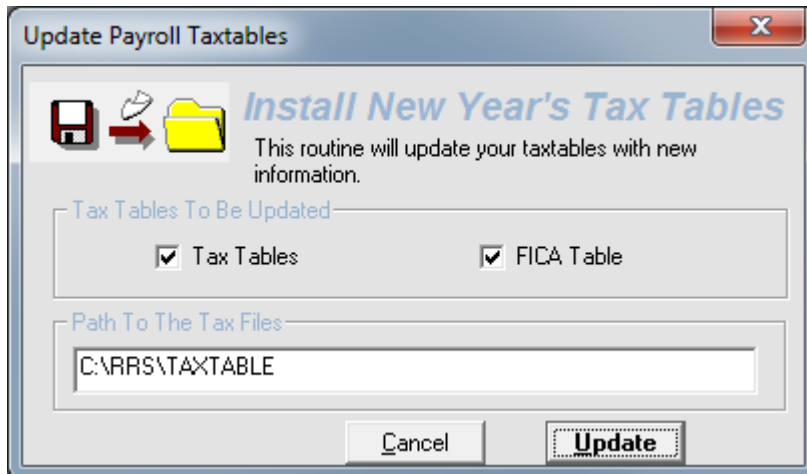 Update Payroll Taxtables
Install New Year's Tax Tables
This routine will update your taxtables with new
information.
Tax Tables To Be Updated
Tax Tables
FICA Table
Path To The Tax Files
C:\RRS\TAXTABLE
Cancel
Update